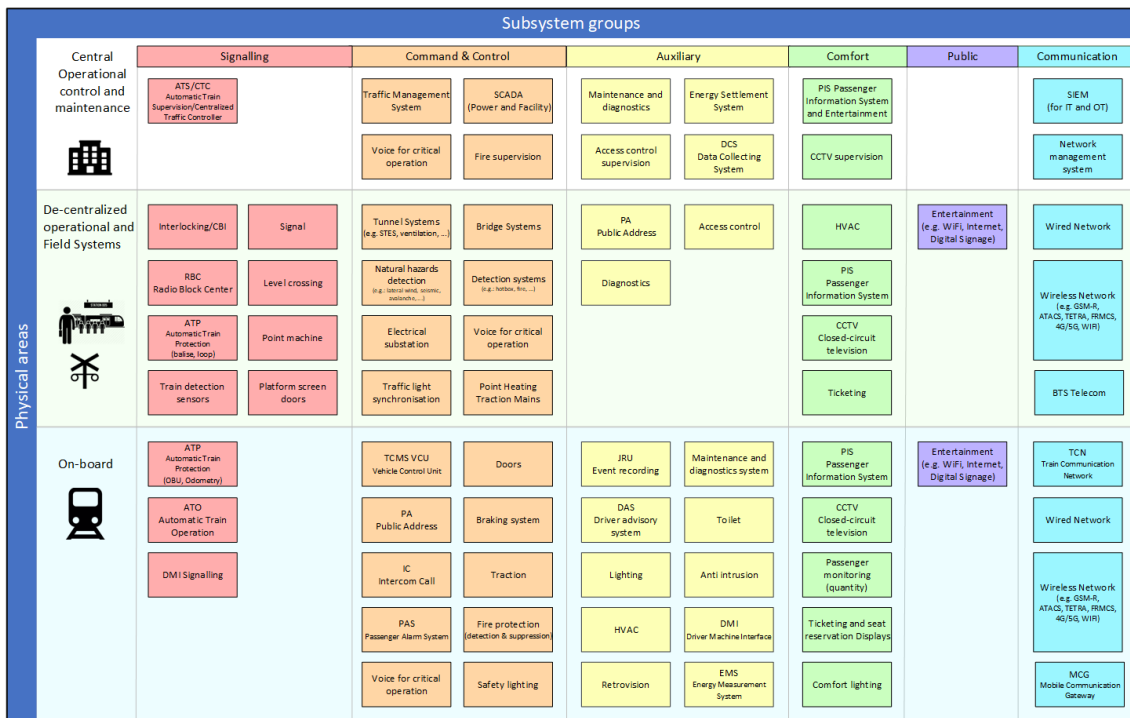 Subsystem groups
Physical areas
Central
Operational
control and
maintenance
Signalling
Command & Control
Auxiliary
Comfort
Public
Communication
ATS/CTC
Automatic Train
Supervision/Centralized
Traffic Controller
Traffic Management
System
SCADA
(Power and Facility)
Maintenance and
diagnostics
Energy Settlement
System
PIS Passenger
Information System
and Entertainment
SIEM
(for IT and OT)
Voice for critical
operation
Fire supervision
Access control
supervision
DCS
Data Collecting
System
CCTV supervision
Network
management
system
De-centralized
operational and
Field Systems
Interlocking/CBI
Signal
Tunnel Systems
(e.g. STES, ventilation, ...)
Bridge Systems
PA
Public Address
Access control
HVAC
Entertainment
(e.g. WiFi, Internet,
Digital Signage)
Wired Network
RBC
Radio Block Center
Level crossing
Natural hazards
detection
(e.g.: lateral wind, seismic,
avalanche, ...)
Detection systems
(e.g.: hotbox, fire, ...)
Diagnostics
PIS
Passenger
Information System
Wireless Network
(e.g. GSM-R,
ATACS, TETRA, FRMCS,
4G/5G, WIFI)
ATP
Automatic Train
Protection
(balise, loop)
Point machine
Electrical
substation
Voice for critical
operation
CCTV
Closed-circuit
television
Train detection
sensors
Platform screen
doors
Traffic light
synchronisation
Point Heating
Traction Mains
Ticketing
BTS Telecom
On-board
ATP
Automatic Train
Protection
(OBU, Odometry)
TCMS VCU
Vehicle Control Unit
Doors
JRU
Event recording
Maintenance and
diagnostics system
PIS
Passenger
Information System
Entertainment
(e.g. WiFi, Internet,
Digital Signage)
TCN
Train Communication
Network
ATO
Automatic Train
Operation
PA
Public Address
Braking system
DAS
Driver advisory
system
Toilet
CCTV
Closed-circuit
television
Wired Network
DMI Signalling
IC
Intercom Call
Traction
Lighting
Anti intrusion
Passenger
monitoring
(quantity)
Wireless Network
(e.g. GSM-R,
ATACS, TETRA, FRMCS,
4G/5G, WIFI)
PAS
Passenger Alarm System
Fire protection
(detection & suppression)
HVAC
DMI
Driver Machine Interface
Ticketing and seat
reservation Displays
Voice for critical
operation
Safety lighting
Retrovision
EMS
Energy Measurement
System
Comfort lighting
MCG
Mobile Communication
Gateway